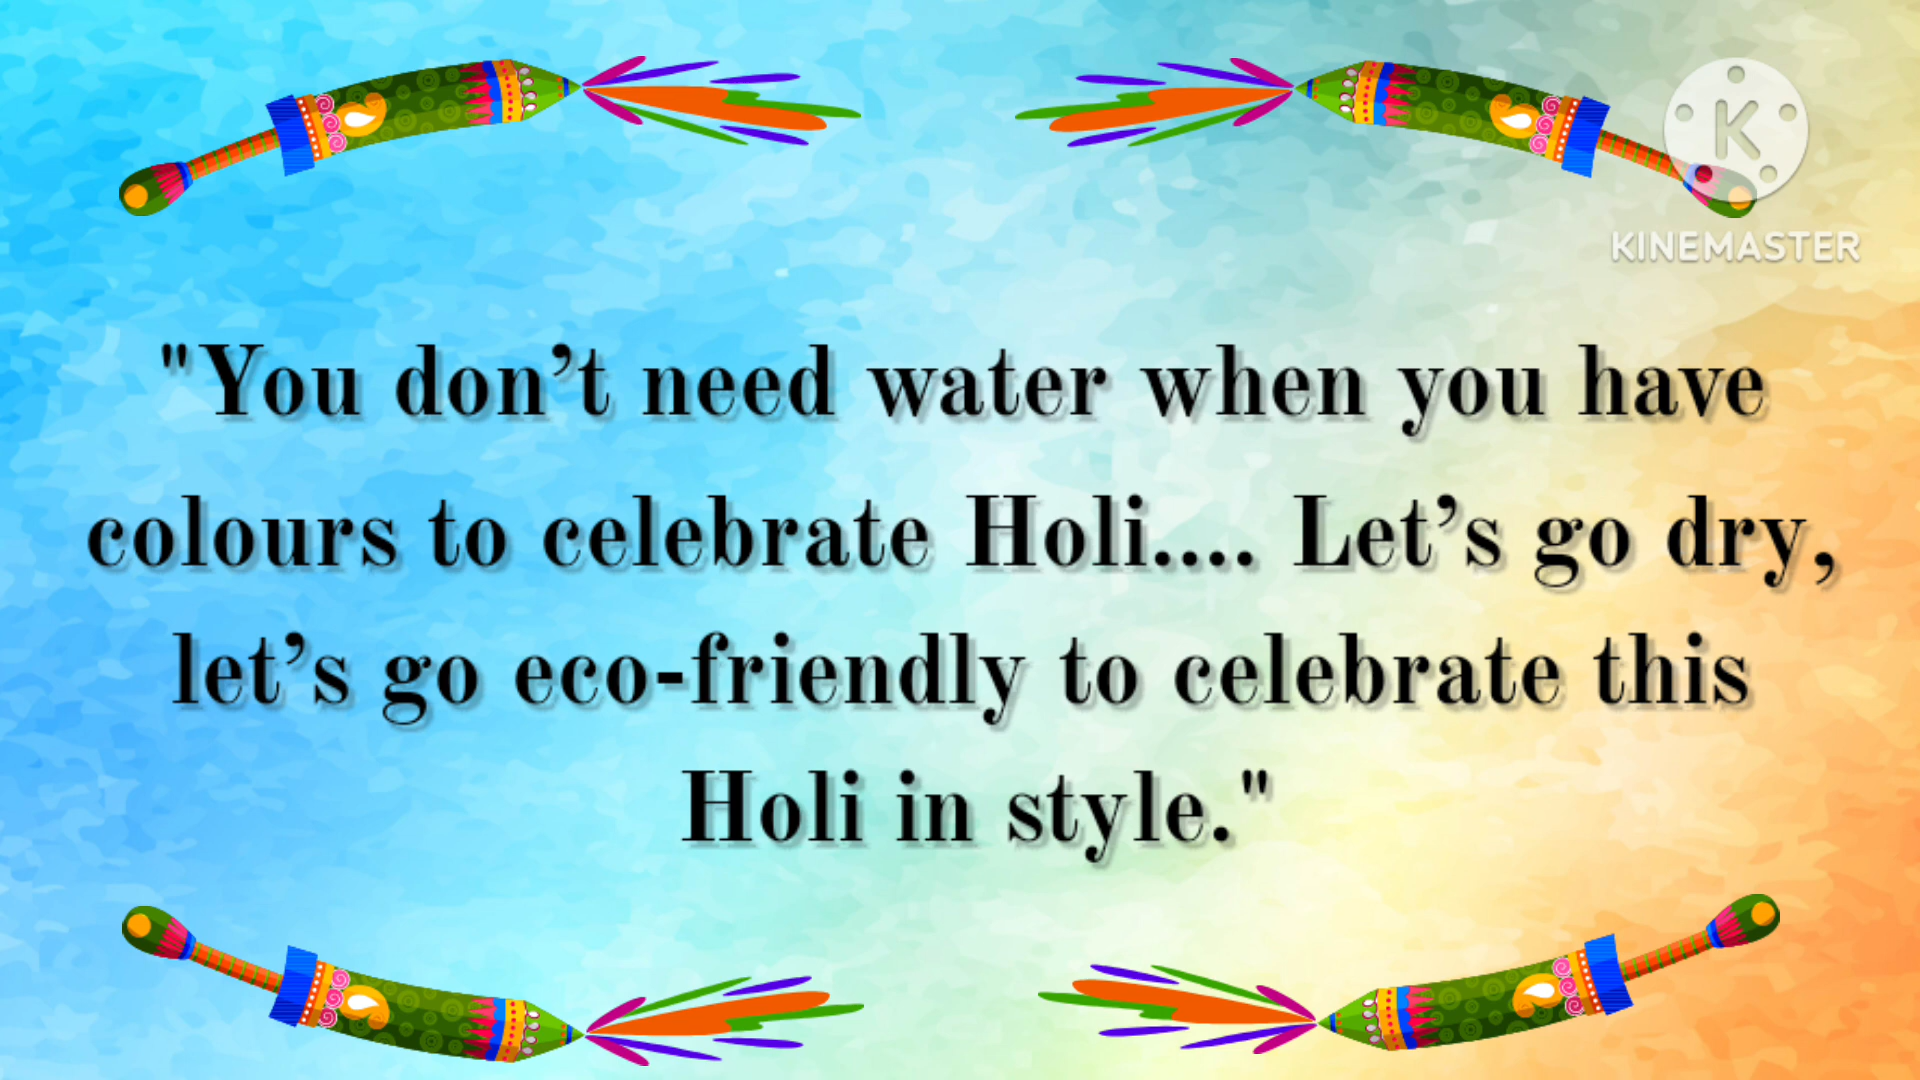 K
KINEMASTER
"You don’t need water when you have
colours to celebrate Holi.... Let’s go dry,
let’s go eco-friendly to celebrate this
Holi in style."